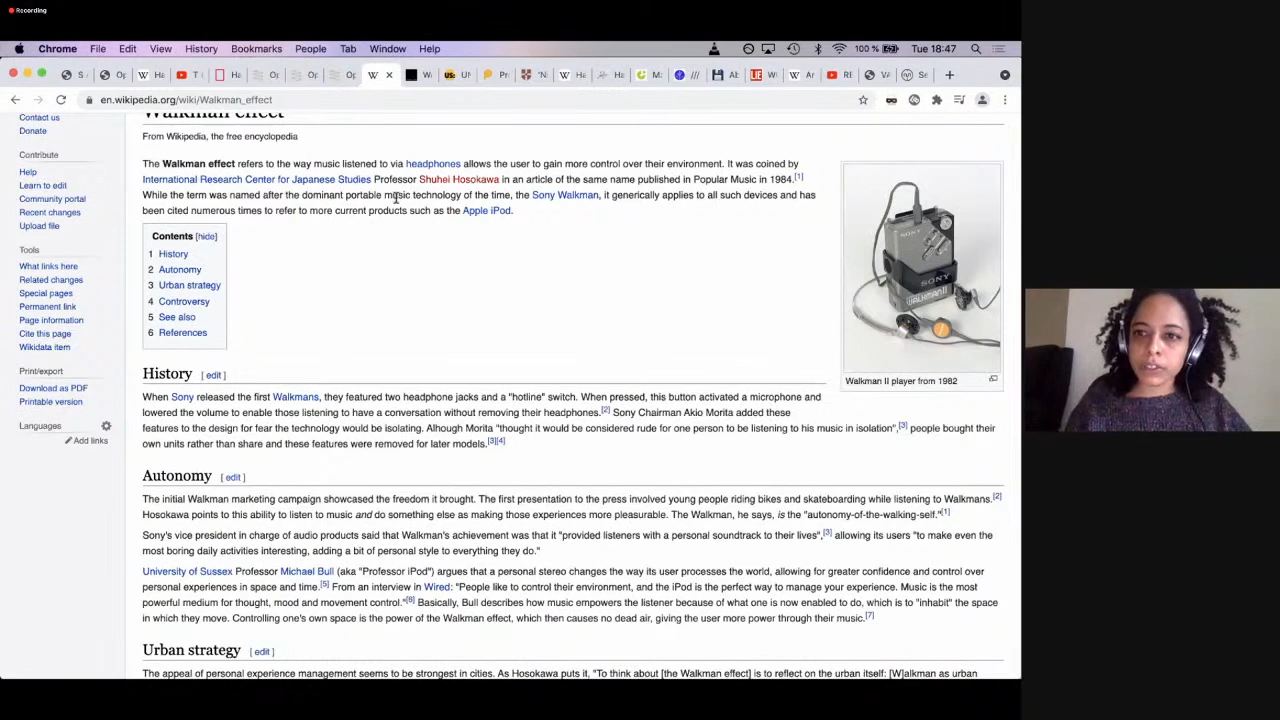 Recording
Chrome File Edit View History Bookmarks People Tab Window Help 100 % Tue 18:47
en.wikipedia.org/wiki/Walkman_effect
Contact us
Donate
Contribute
Help
Learn to edit
Community portal
Recent changes
Upload file
Tools
What links here
Related changes
Special pages
Permanent link
Page information
Cite this page
Wikidata item
Print/export
Download as PDF
Printable version
Languages
Add links
Walkman effect
From Wikipedia, the free encyclopedia
The Walkman effect refers to the way music listened to via headphones allows the user to gain more control over their environment. It was coined by
International Research Center for Japanese Studies Professor Shuhei Hosokawa in an article of the same name published in Popular Music in 1984.[1]
While the term was named after the dominant portable music technology of the time, the Sony Walkman, it generically applies to all such devices and has
been cited numerous times to refer to more current products such as the Apple iPod.
Contents [hide]
1 History
2 Autonomy
3 Urban strategy
4 Controversy
5 See also
6 References
SONY
SONY
WALKMAN II
Walkman II player from 1982
History [ edit ]
When Sony released the first Walkmans, they featured two headphone jacks and a "hotline" switch. When pressed, this button activated a microphone and
lowered the volume to enable those listening to have a conversation without removing their headphones.[2] Sony Chairman Akio Morita added these
features to the design for fear the technology would be isolating. Alhough Morita "thought it would be considered rude for one person to be listening to his music in isolation",[3] people bought their
own units rather than share and these features were removed for later models.[3][4]
Autonomy [ edit ]
The initial Walkman marketing campaign showcased the freedom it brought. The first presentation to the press involved young people riding bikes and skateboarding while listening to Walkmans.[2]
Hosokawa points to this ability to listen to music and do something else as making those experiences more pleasurable. The Walkman, he says, is the "autonomy-of-the-walking-self."[1]
Sony's vice president in charge of audio products said that Walkman's achievement was that it "provided listeners with a personal soundtrack to their lives",[3] allowing its users "to make even the
most boring daily activities interesting, adding a bit of personal style to everything they do."
University of Sussex Professor Michael Bull (aka "Professor iPod") argues that a personal stereo changes the way its user processes the world, allowing for greater confidence and control over
personal experiences in space and time.[5] From an interview in Wired: "People like to control their environment, and the iPod is the perfect way to manage your experience. Music is the most
powerful medium for thought, mood and movement control."[6] Basically, Bull describes how music empowers the listener because of what one is now enabled to do, which is to "inhabit" the space
in which they move. Controlling one's own space is the power of the Walkman effect, which then causes no dead air, giving the user more power through their music.[7]
Urban strategy [ edit ]
The appeal of personal experience management seems to be strongest in cities. As Hosokawa puts it, "To think about [the Walkman effect] is to reflect on the urban itself: [W]alkman as urban